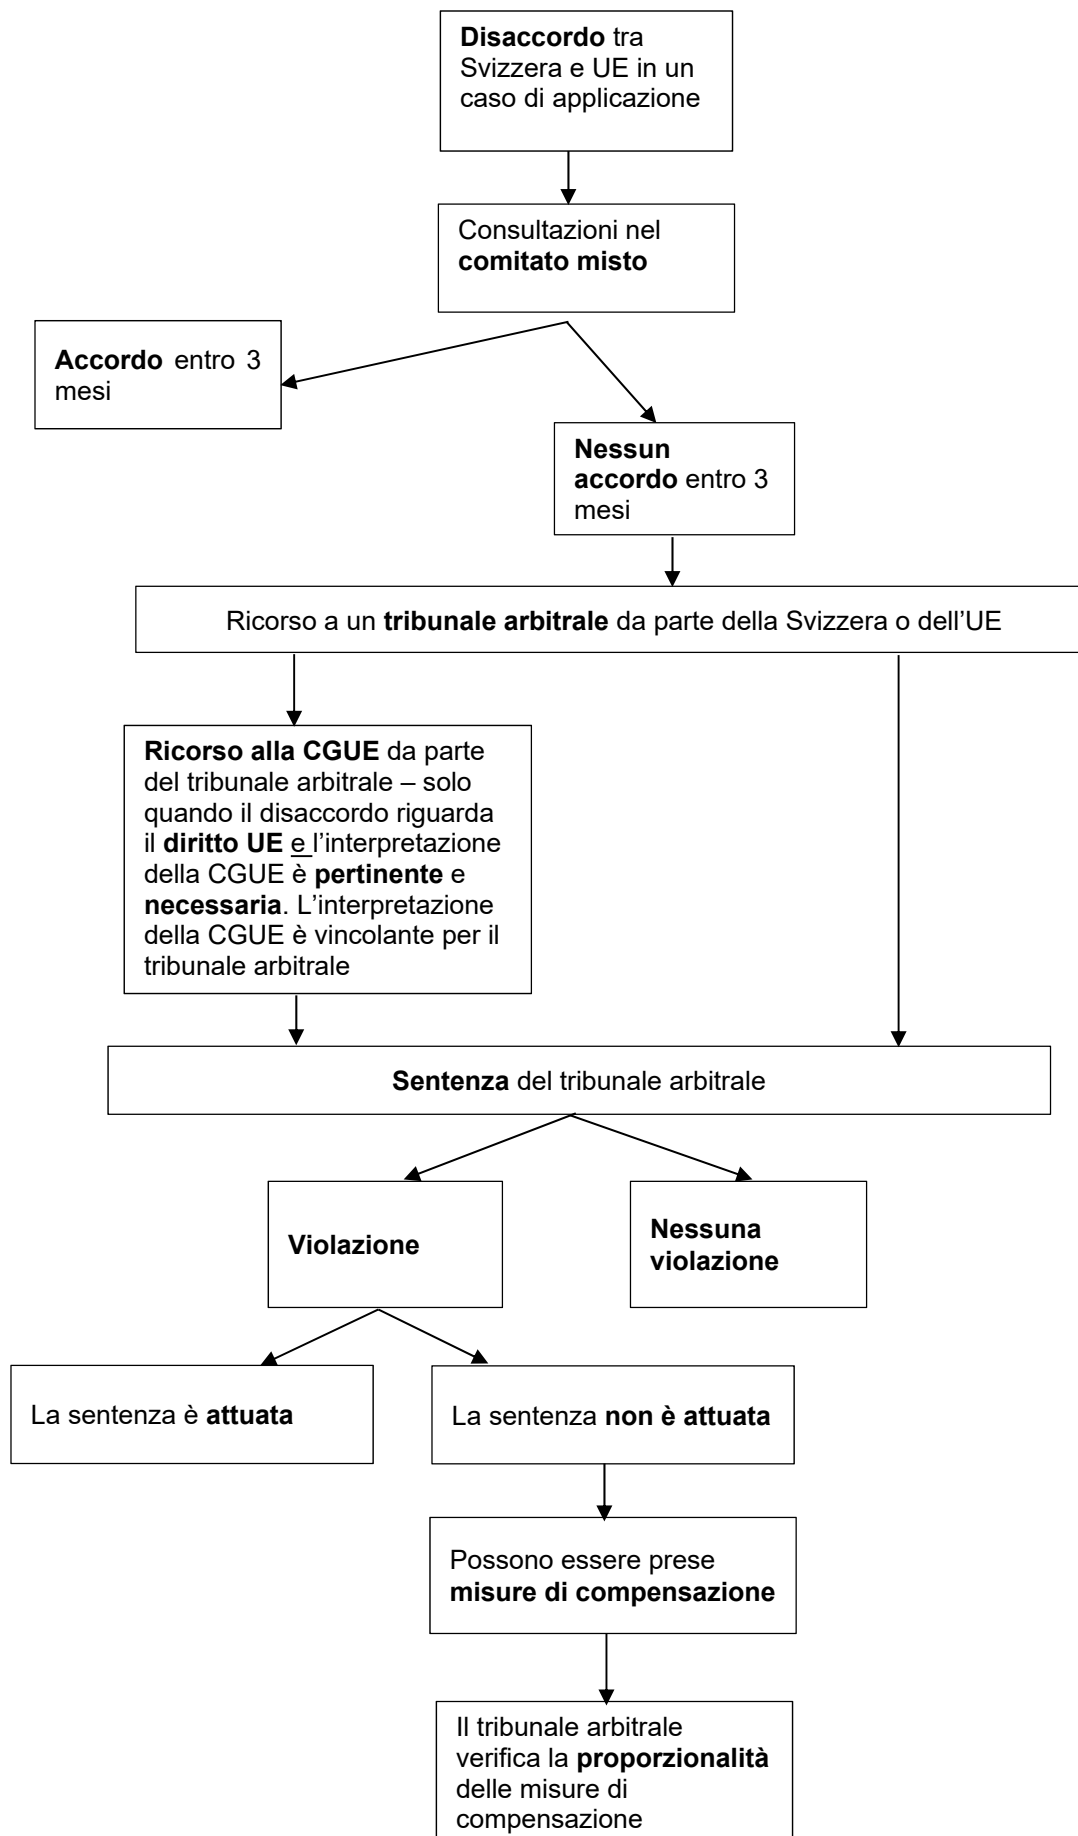 Disaccordo tra
Svizzera e UE in un
caso di applicazione
Consultazioni nel
comitato misto
Accordo entro 3
mesi
Nessun
accordo entro 3
mesi
Ricorso a un tribunale arbitrale da parte della Svizzera o dell’UE
Ricorso alla CGUE da parte
del tribunale arbitrale – solo
quando il disaccordo riguarda
il diritto UE e l’interpretazione
della CGUE è pertinente e
necessaria. L’interpretazione
della CGUE è vincolante per il
tribunale arbitrale
Sentenza del tribunale arbitrale
Violazione
Nessuna
violazione
La sentenza è attuata
La sentenza non è attuata
Possono essere prese
misure di compensazione
Il tribunale arbitrale
verifica la proporzionalità
delle misure di
compensazione